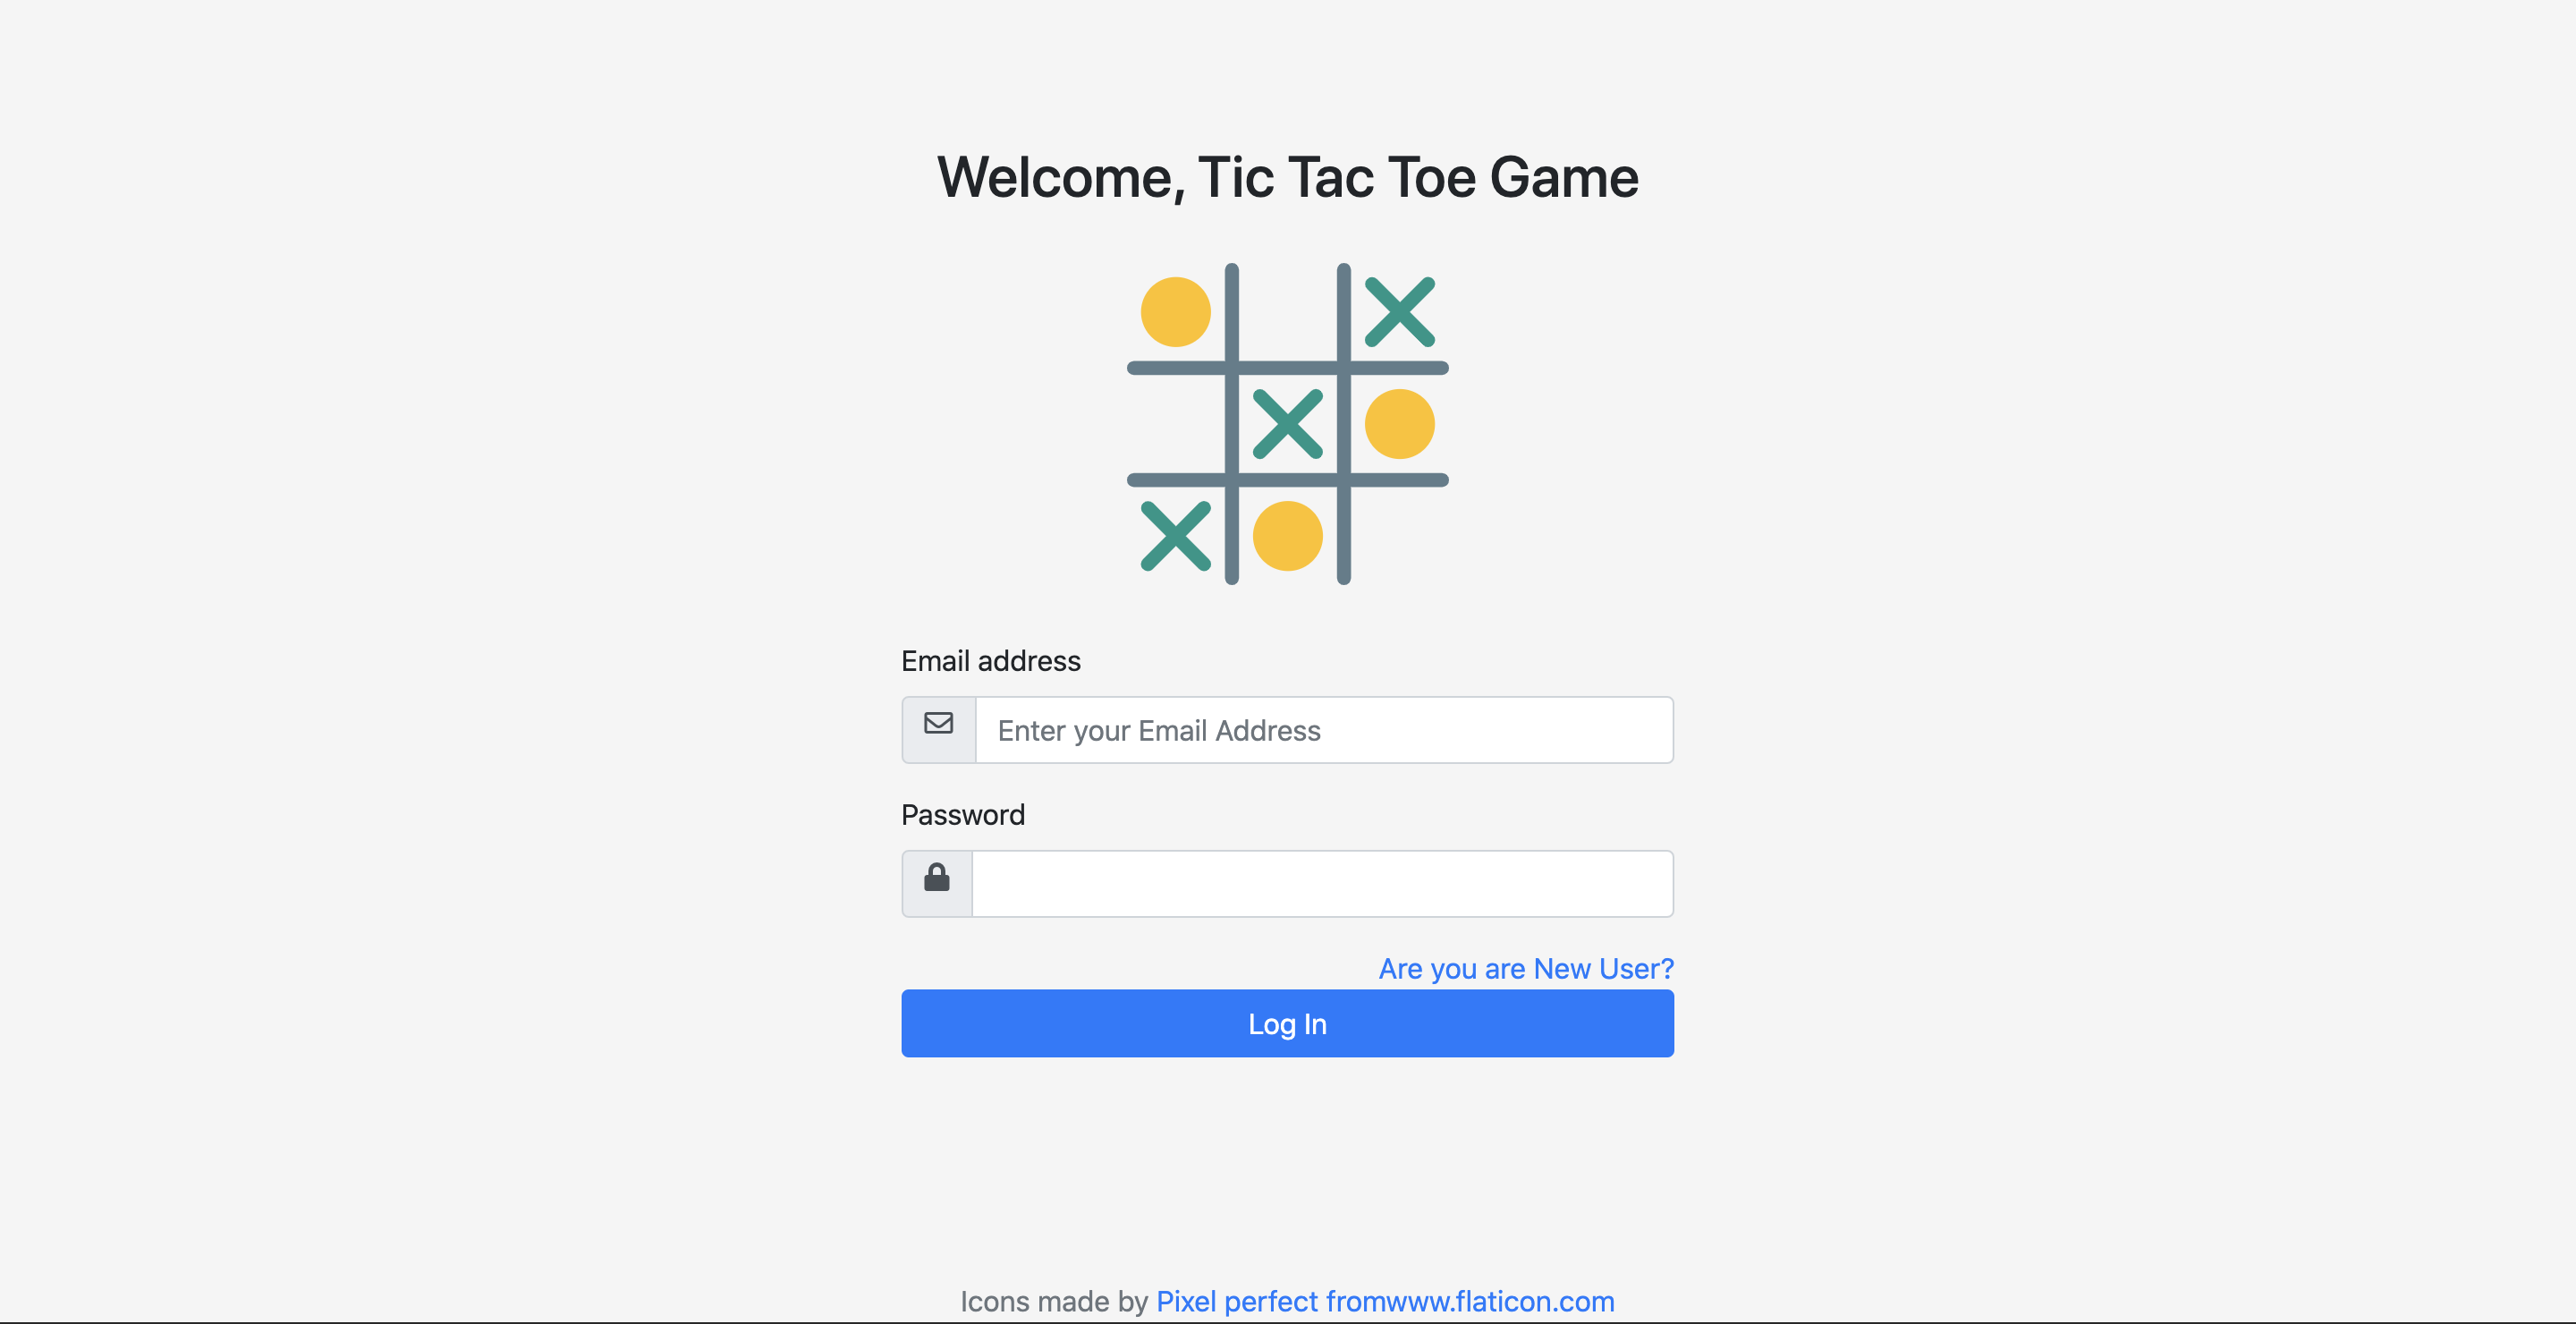 Welcome, Tic Tac Toe Game
Email address
Enter your Email Address
Password
Are you are New User?
Log In
Icons made by Pixel perfect fromwww.flaticon.com